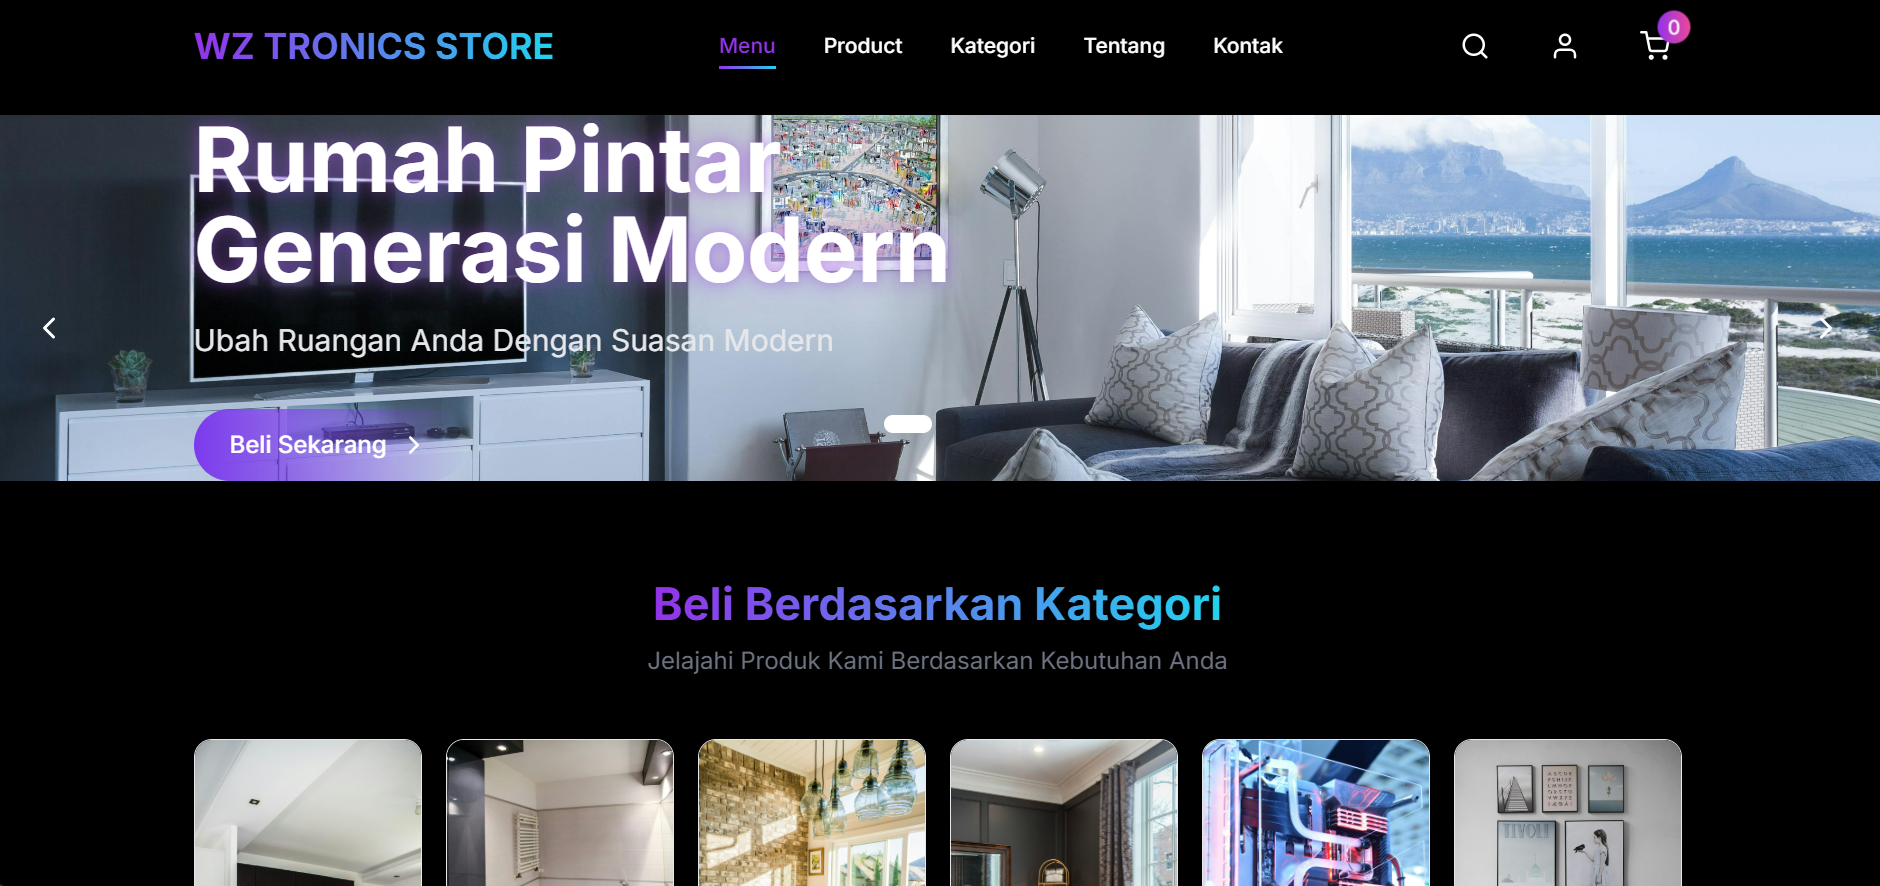 WZ TRONICS STORE
Menu Product Kategori Tentang Kontak
0
Rumah Pintar
Generasi Modern
Ubah Ruangan Anda Dengan Suasan Modern
Beli Sekarang
Beli Berdasarkan Kategori
Jelajahi Produk Kami Berdasarkan Kebutuhan Anda
TIVOLI